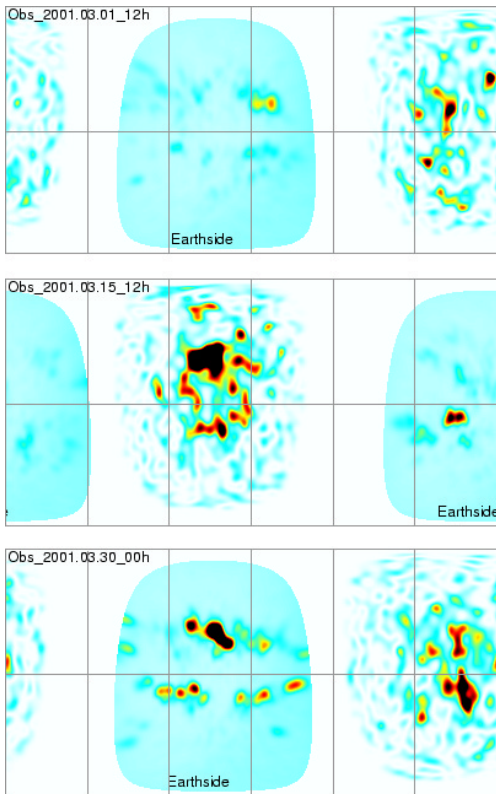 Obs_2001.03.01_12h
Earthside
Obs_2001.03.15_12h
e
Earthside
Obs_2001.03.30_00h
Earthside